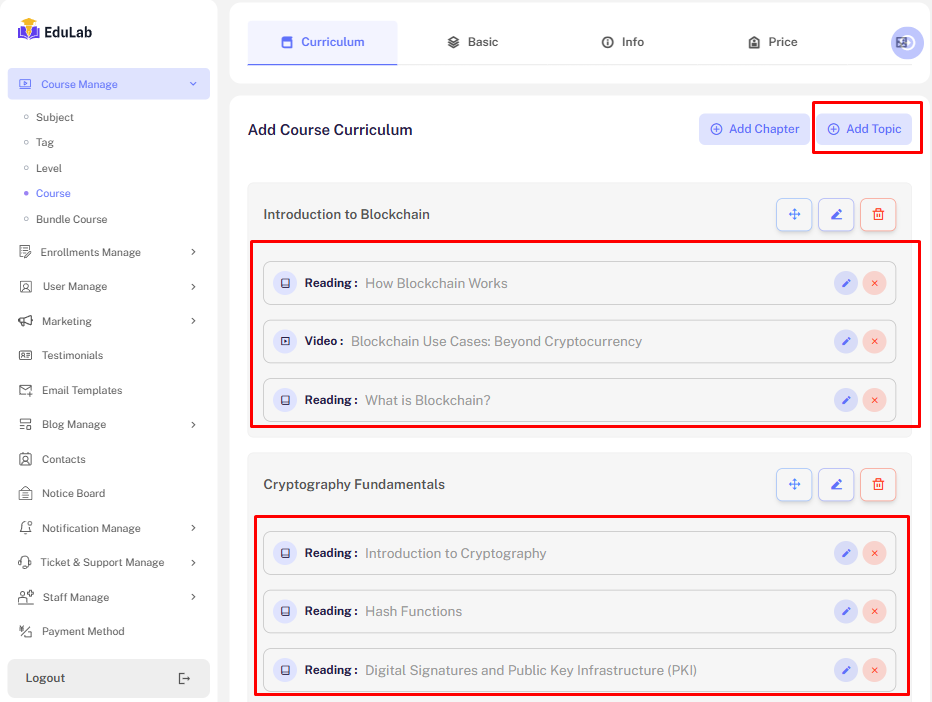 EduLab
Course Manage
Subject
Tag
Level
Course
Bundle Course
Enrollments Manage
User Manage
Marketing
Testimonials
Email Templates
Blog Manage
Contacts
Notice Board
Notification Manage
Ticket & Support Manage
Staff Manage
Payment Method
Logout
Curriculum
Basic
Info
Price
Add Course Curriculum
Add Chapter
Add Topic
Introduction to Blockchain
Reading : How Blockchain Works
Video : Blockchain Use Cases: Beyond Cryptocurrency
Reading : What is Blockchain?
Cryptography Fundamentals
Reading : Introduction to Cryptography
Reading : Hash Functions
Reading : Digital Signatures and Public Key Infrastructure (PKI)